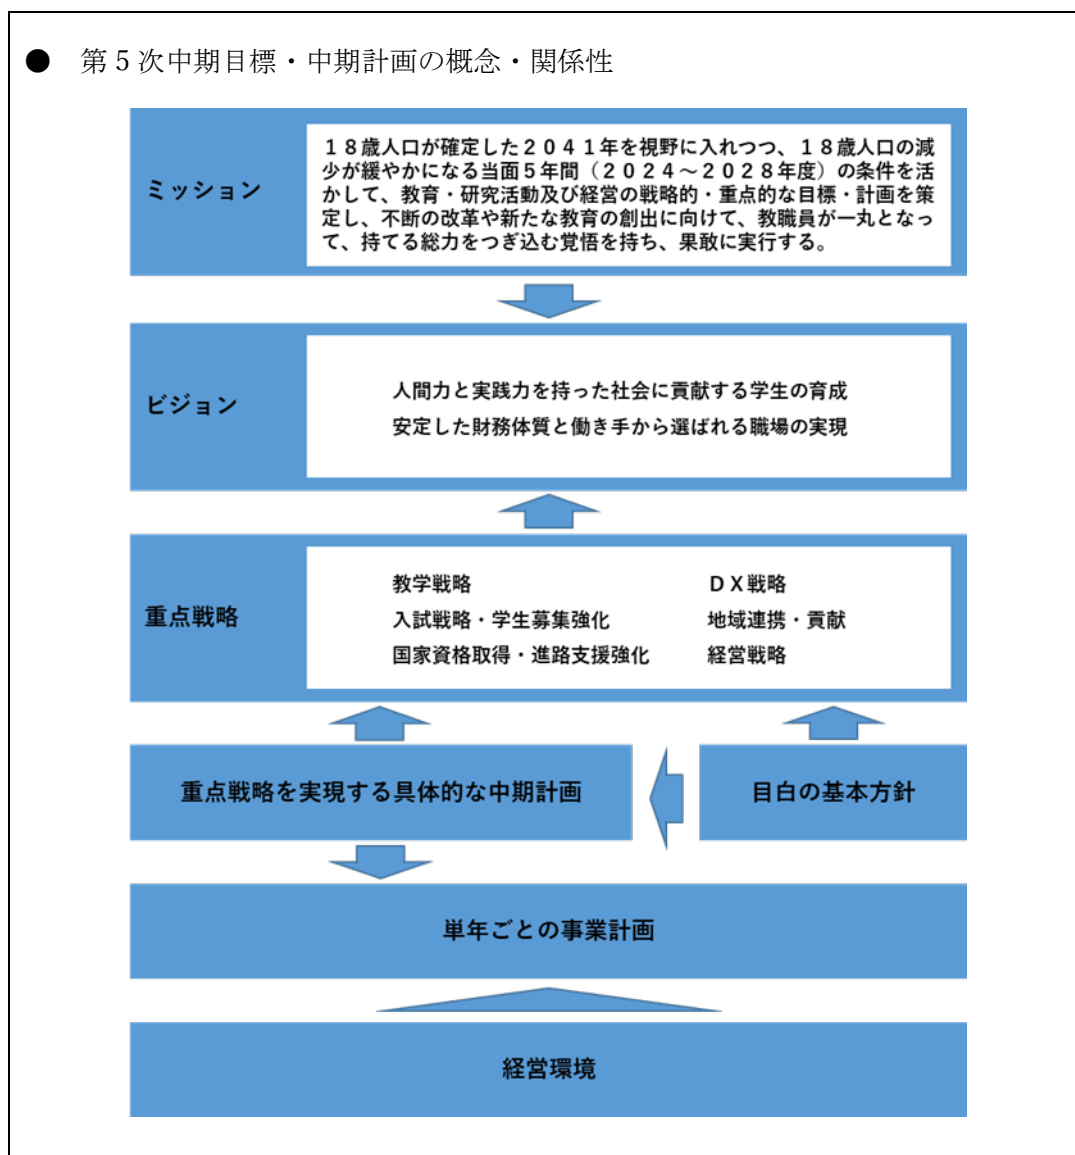 ● 第5次中期目標・中期計画の概念・関係性
ミッション
18歳人口が確定した2041年を視野に入れつつ、18歳人口の減
少が緩やかになる当面5年間（2024～2028年度）の条件を活
かして、教育・研究活動及び経営の戦略的・重点的な目標・計画を策
定し、不断の改革や新たな教育の創出に向けて、教職員が一丸となっ
て、持てる総力をつぎ込む覚悟を持ち、果敢に実行する。
ビジョン
人間力と実践力を持った社会に貢献する学生の育成
安定した財務体質と働き手から選ばれる職場の実現
重点戦略
教学戦略
入試戦略・学生募集強化
国家資格取得・進路支援強化
DX戦略
地域連携・貢献
経営戦略
重点戦略を実現する具体的な中期計画
目白の基本方針
単年ごとの事業計画
経営環境